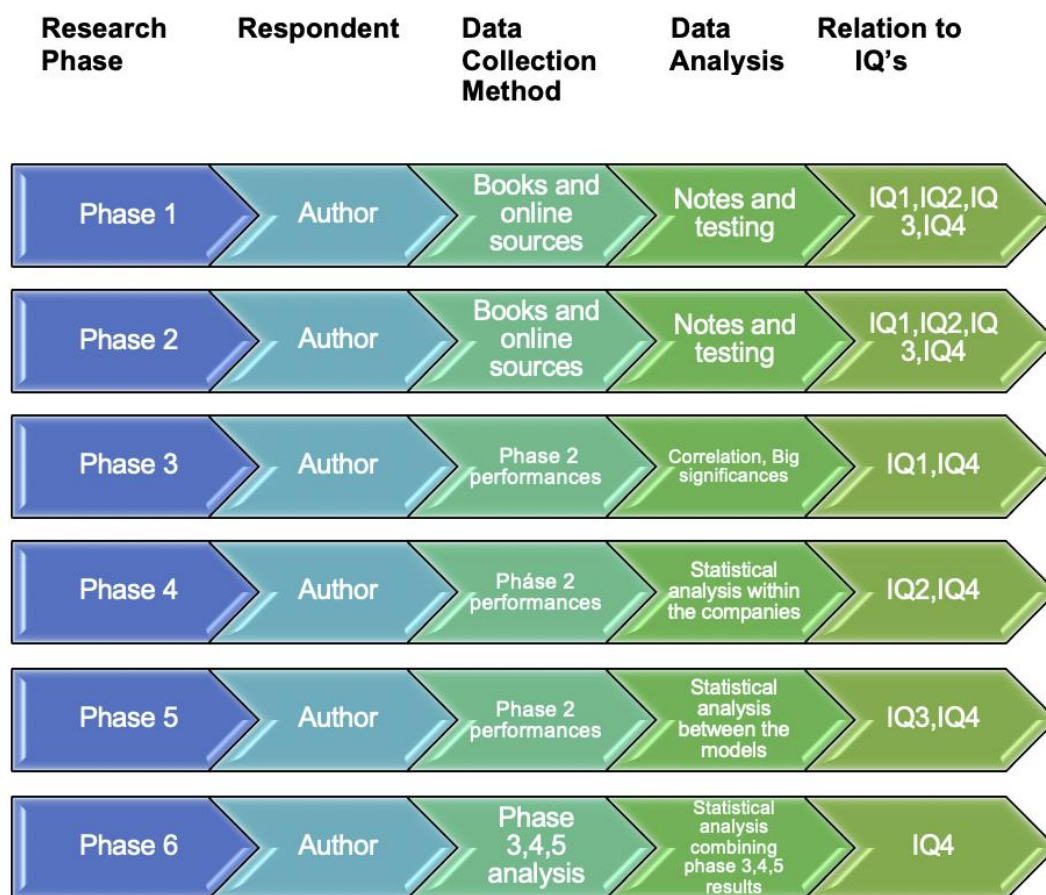 Research
Phase
Respondent
Data
Collection
Method
Data
Analysis
Relation to
IQ's
Phase 1
Author
Books and
online
sources
Notes and
testing
IQ1,IQ2,IQ
3,IQ4
Phase 2
Author
Books and
online
sources
Notes and
testing
IQ1,IQ2,IQ
3,IQ4
Phase 3
Author
Phase 2
performances
Correlation, Big
significances
IQ1,IQ4
Phase 4
Author
Pháse 2
performances
Statistical
analysis within
the companies
IQ2,IQ4
Phase 5
Author
Phase 2
performances
Statistical
analysis
between the
models
IQ3,IQ4
Phase 6
Author
Phase
3,4,5
analysis
Statistical
analysis
combining
phase 3,4,5
results
IQ4